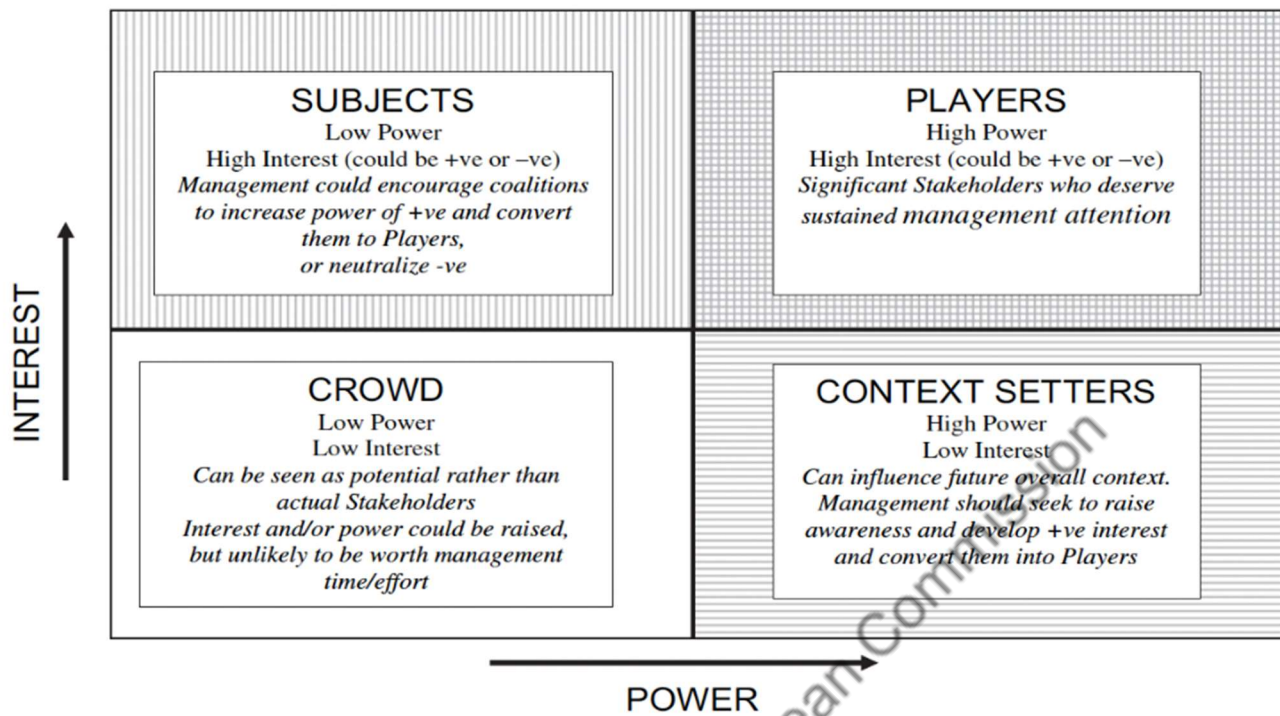 SUBJECTS
Low Power
High Interest (could be +ve or –ve)
Management could encourage coalitions
to increase power of +ve and convert
them to Players,
or neutralize -ve
PLAYERS
High Power
High Interest (could be +ve or –ve)
Significant Stakeholders who deserve
sustained management attention
INTEREST
CROWD
Low Power
Low Interest
Can be seen as potential rather than
actual Stakeholders
Interest and/or power could be raised,
but unlikely to be worth management
time/effort
CONTEXT SETTERS
High Power
Low Interest
Can influence future overall context.
Management should seek to raise
awareness and develop +ve interest
and convert them into Players
POWER
Commission